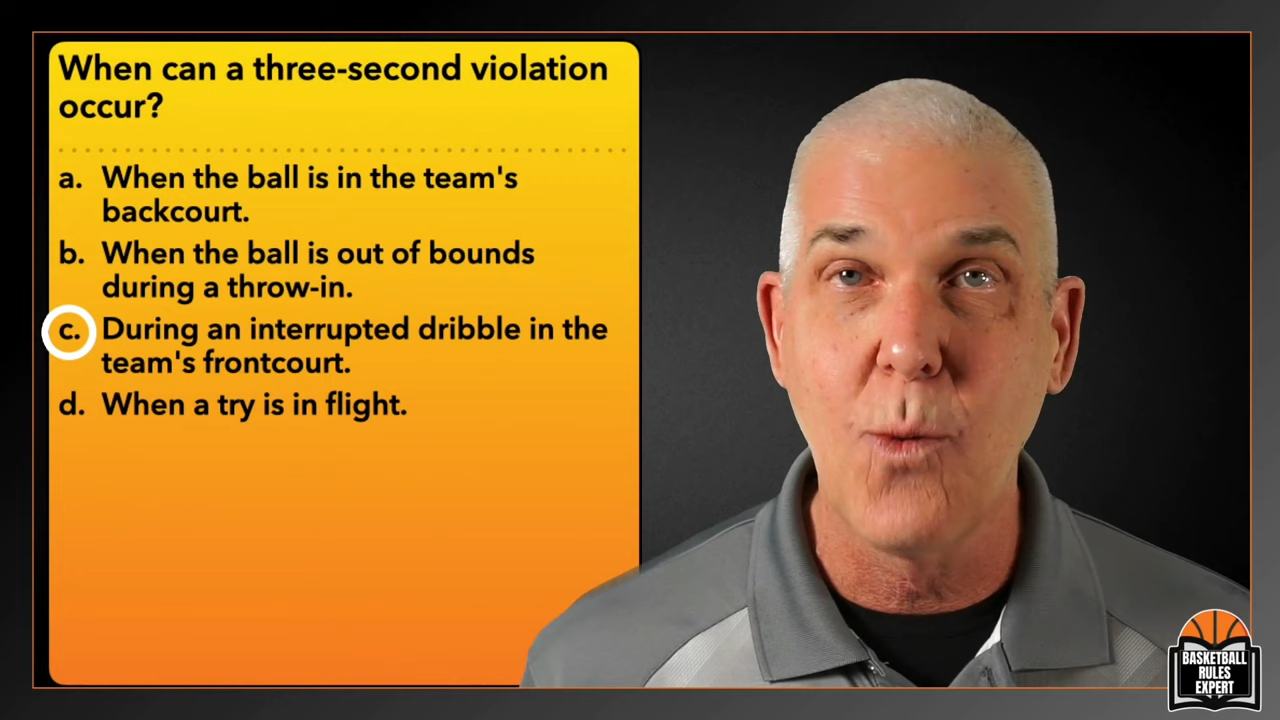 When can a three-second violation
occur?
a. When the ball is in the team's
backcourt.
b. When the ball is out of bounds
during a throw-in.
c. During an interrupted dribble in the
team's frontcourt.
d. When a try is in flight.
BASKETBALL
RULES
EXPERT